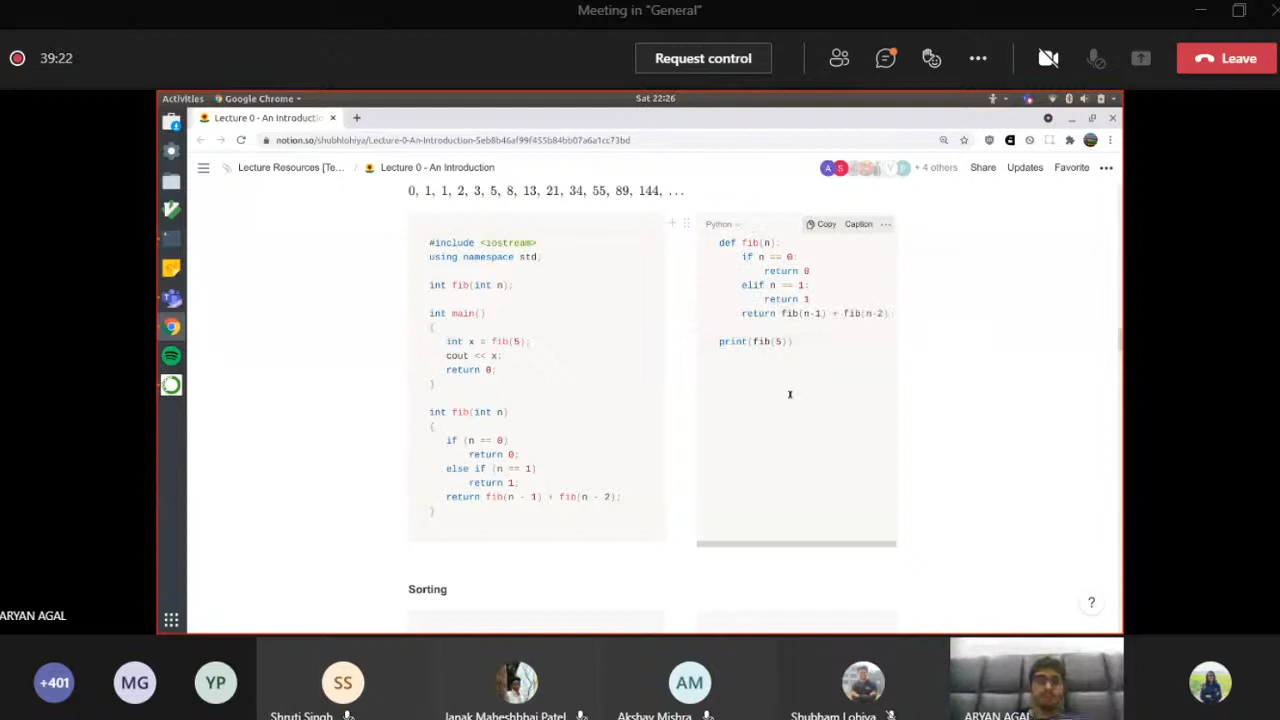 Meeting in "General"
39:22
Request control
Leave
Activities
Google Chrome
Sat 22:26
Lecture 0 - An Introductio
notion.so/shubhlohiya/Lecture-0-An-Introduction-5eb8b46af99f455b84bb07a6a1cc73bd
Lecture Resources [Te...
Lecture 0 - An Introduction
A S V P + 4 others
Share
Updates
Favorite
0, 1, 1, 2, 3, 5, 8, 13, 21, 34, 55, 89, 144, ...
#include <iostream>
using namespace std;
int fib(int n);
int main()
{
int x = fib(5);
cout << x;
return 0;
}
int fib(int n)
{
if (n == 0)
return 0;
else if (n == 1)
return 1;
return fib(n - 1) + fib(n - 2);
}
Python
Copy
Caption
def fib(n):
if n == 0:
return 0
elif n == 1:
return 1
return fib(n-1) + fib(n-2)
print(fib(5))
Sorting
?
ARYAN AGAL
+401
MG
YP
SS
Shruti Singh
Janak Maheshbhai Patel
AM
Akshay Mishra
Shubham Lohiya
ARYAN AGAL